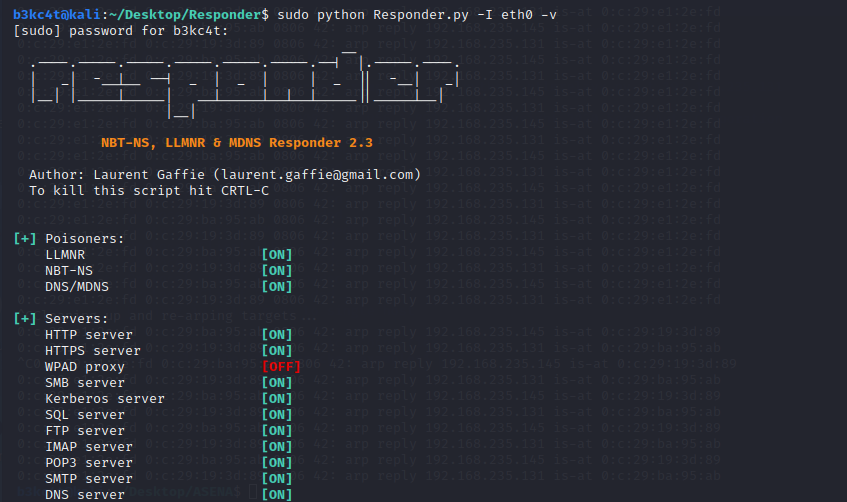 b3kc4t@kali:~/Desktop/Responder$ sudo python Responder.py -I eth0 -v
[sudo] password for b3kc4t:
NBT-NS, LLMNR & MDNS Responder 2.3
Author: Laurent Gaffie (laurent.gaffie@gmail.com)
To kill this script hit CRTL-C
[+] Poisoners:
LLMNR [ON]
NBT-NS [ON]
DNS/MDNS [ON]
[+] Servers:
HTTP server [ON]
HTTPS server [ON]
WPAD proxy [OFF]
SMB server [ON]
Kerberos server [ON]
SQL server [ON]
FTP server [ON]
IMAP server [ON]
POP3 server [ON]
SMTP server [ON]
DNS server [ON]